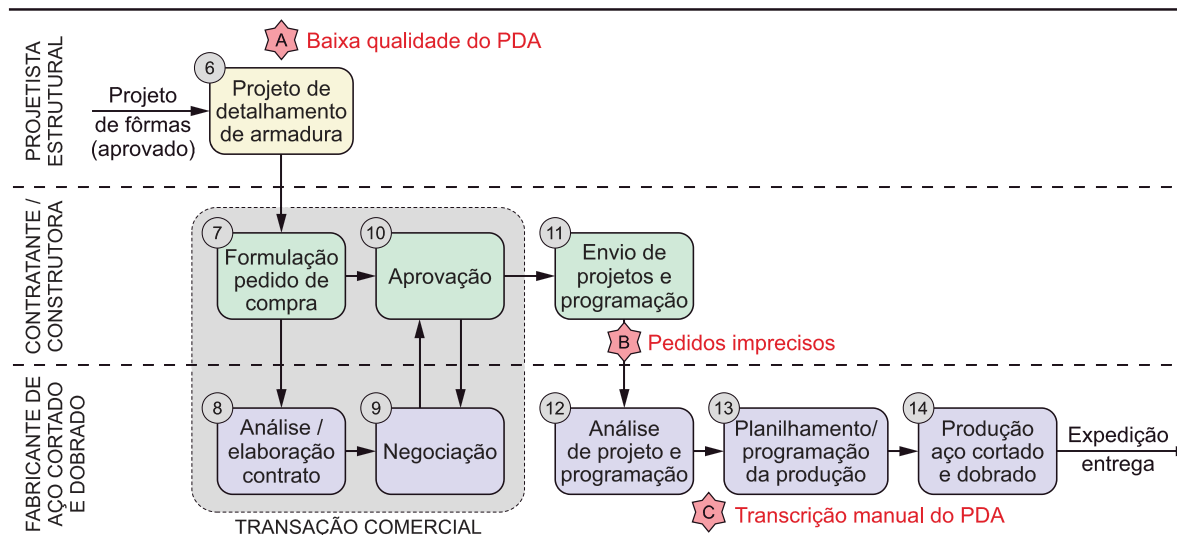 PROJETISTA
ESTRUTURAL
A
Baixa qualidade do PDA
Projeto
de fôrmas
(aprovado)
6
Projeto de
detalhamento
de armadura
CONTRATANTE /
CONSTRUTORA
7
Formulação
pedido de
compra
10
Aprovação
11
Envio de
projetos e
programação
B
Pedidos imprecisos
FABRICANTE DE
AÇO CORTADO
E DOBRADO
8
Análise /
elaboração
contrato
9
Negociação
TRANSAÇÃO COMERCIAL
12
Análise
de projeto e
programação
13
Planilhamento/
programação
da produção
14
Produção
aço cortado
e dobrado
Expedição
entrega
C
Transcrição manual do PDA